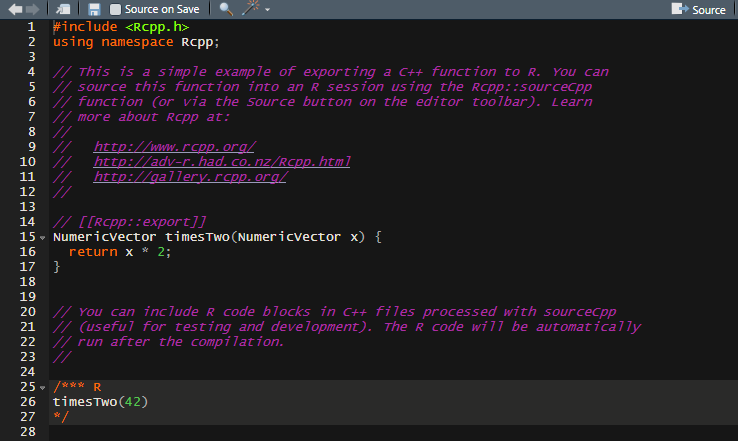 Source on Save Source
1 #include <Rcpp.h>
2 using namespace Rcpp;
3
4 // This is a simple example of exporting a C++ function to R. You can
5 // source this function into an R session using the Rcpp::sourceCpp
6 // function (or via the Source button on the editor toolbar). Learn
7 // more about Rcpp at:
8 //
9 //   http://www.rcpp.org/
10 //   http://adv-r.had.co.nz/Rcpp.html
11 //   http://gallery.rcpp.org/
12 //
13
14 // [[Rcpp::export]]
15 NumericVector timesTwo(NumericVector x) {
16   return x * 2;
17 }
18
19
20 // You can include R code blocks in C++ files processed with sourceCpp
21 // (useful for testing and development). The R code will be automatically
22 // run after the compilation.
23 //
24
25 /*** R
26 timesTwo(42)
27 */
28